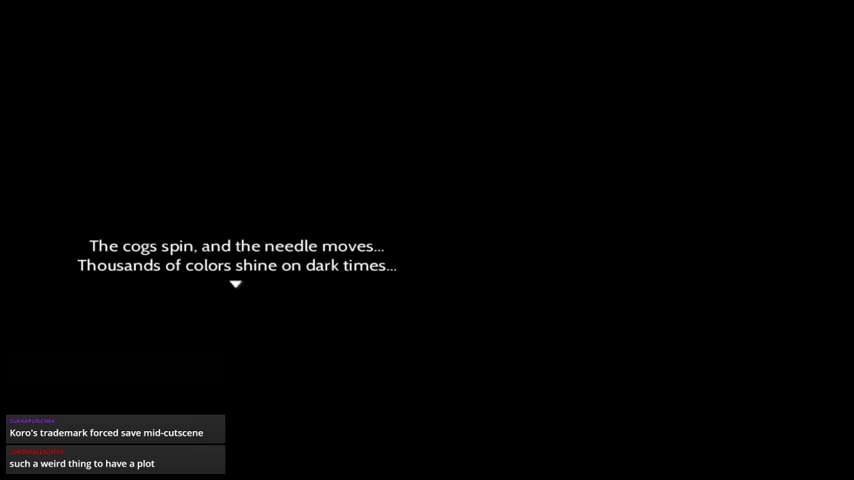 The cogs spin, and the needle moves...
Thousands of colors shine on dark times...
Koro's trademark forced save mid-cutscene
such a weird thing to have a plot